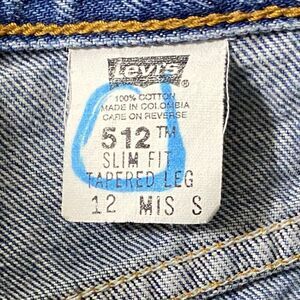 Levi's
100% COTTON
MADE IN COLOMBIA
CARE ON REVERSE
512™
SLIM FIT
TAPERED LEG
12 MIS S